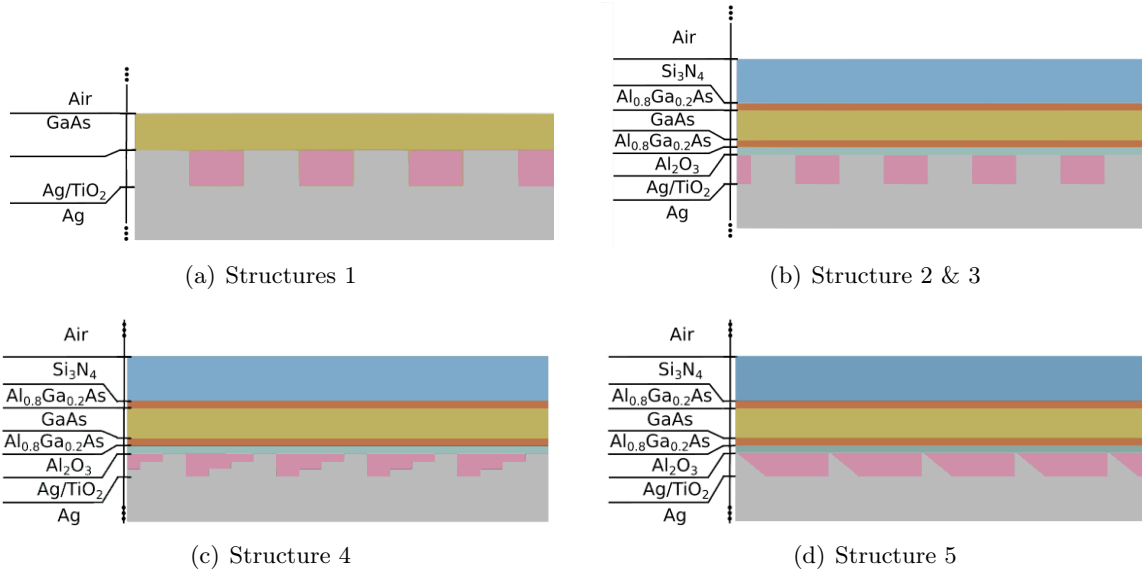 Air
GaAs
Ag/TiO₂
Ag
(a) Structures 1
Air
Si₃N₄
Al₀.₈Ga₀.₂As
GaAs
Al₀.₈Ga₀.₂As
Al₂O₃
Ag/TiO₂
Ag
(b) Structure 2 & 3
Air
Si₃N₄
Al₀.₈Ga₀.₂As
GaAs
Al₀.₈Ga₀.₂As
Al₂O₃
Ag/TiO₂
Ag
(c) Structure 4
Air
Si₃N₄
Al₀.₈Ga₀.₂As
GaAs
Al₀.₈Ga₀.₂As
Al₂O₃
Ag/TiO₂
Ag
(d) Structure 5